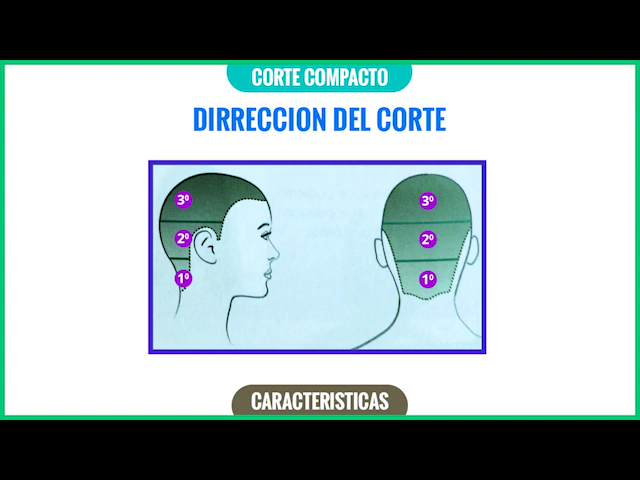 CORTE COMPACTO
DIRRECCION DEL CORTE
3º
3º
2º
2º
1º
1º
CARACTERISTICAS